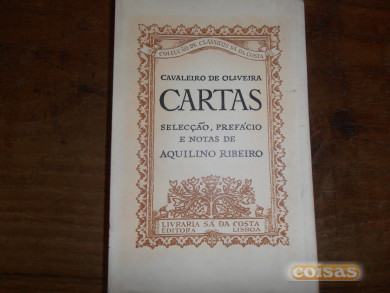 COLECÇÃO DE CLÁSSICOS SÁ DA COSTA
CAVALEIRO DE OLIVEIRA
CARTAS
SELECÇÃO, PREFÁCIO
E NOTAS DE
AQUILINO RIBEIRO
LIVRARIA SÁ DA COSTA
EDITORA LISBOA
coisas